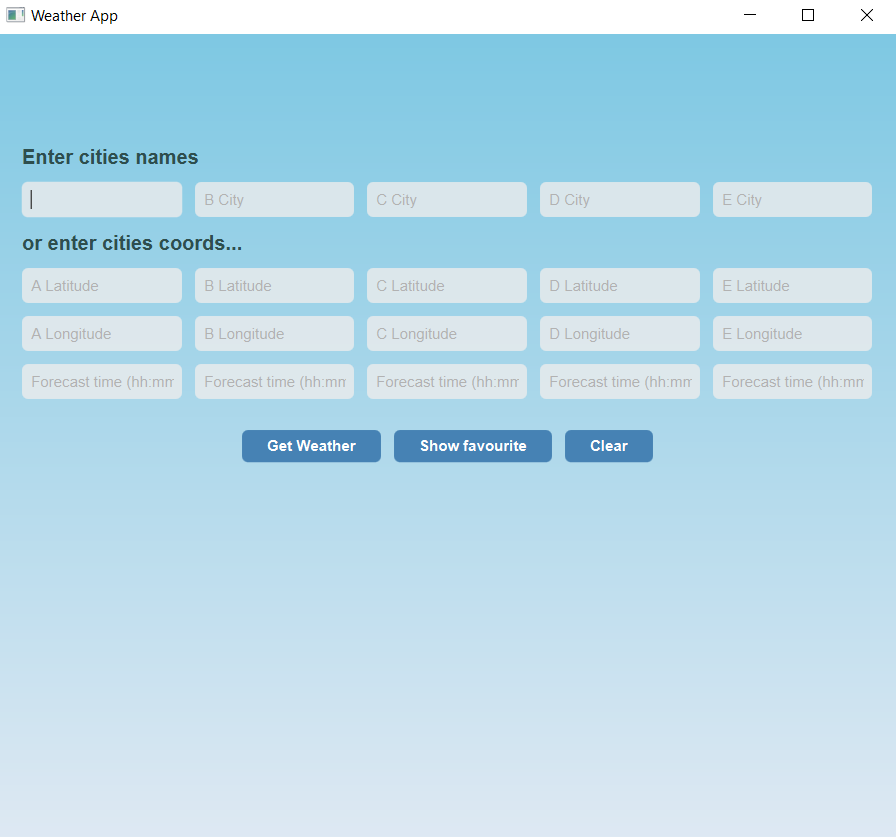 Weather App
Enter cities names
B City C City D City E City
or enter cities coords...
A Latitude B Latitude C Latitude D Latitude E Latitude
A Longitude B Longitude C Longitude D Longitude E Longitude
Forecast time (hh:mm Forecast time (hh:mm Forecast time (hh:mm Forecast time (hh:mm Forecast time (hh:mm
Get Weather Show favourite Clear